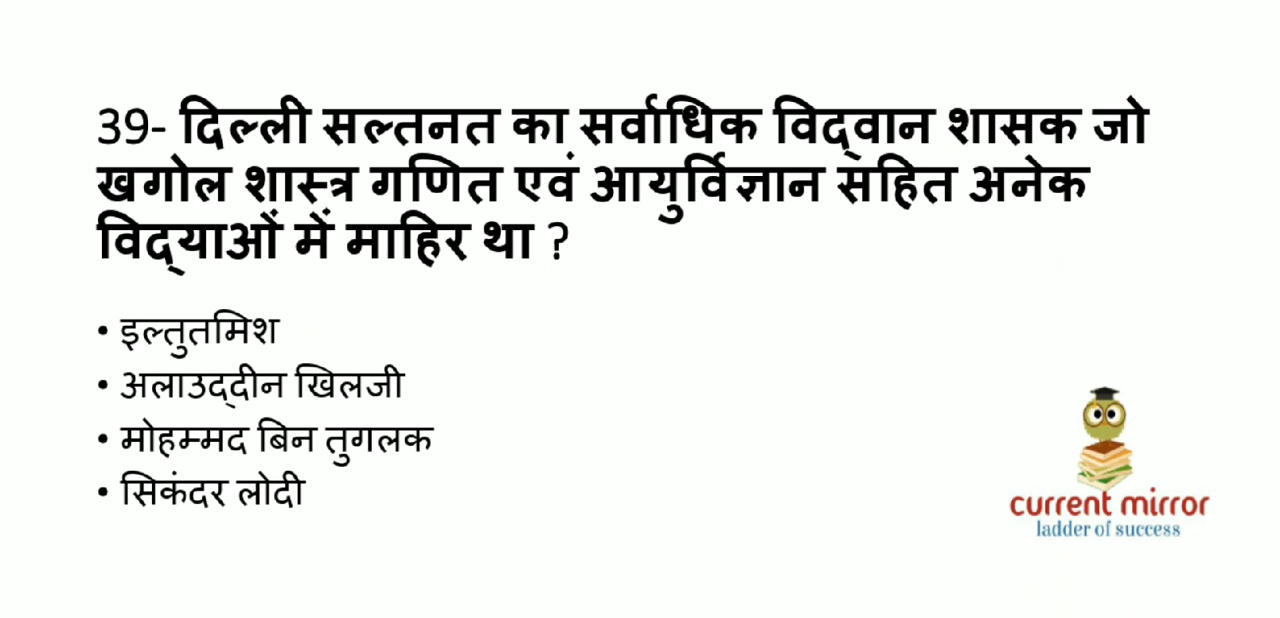 39- दिल्ली सल्तनत का सर्वाधिक विद्वान शासक जो
खगोल शास्त्र गणित एवं आयुर्विज्ञान सहित अनेक
विद्याओं में माहिर था ?
• इल्तुतमिश
• अलाउद्दीन खिलजी
• मोहम्मद बिन तुगलक
• सिकंदर लोदी
current mirror
ladder of success